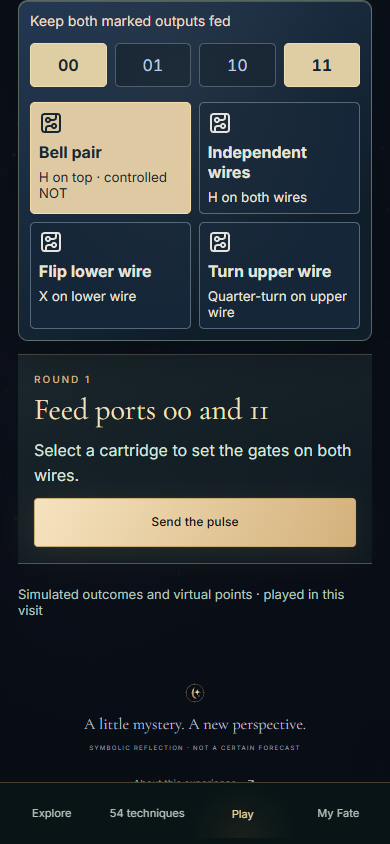 Keep both marked outputs fed
00
01
10
11
Bell pair
H on top · controlled
NOT
Independent
wires
H on both wires
Flip lower wire
X on lower wire
Turn upper wire
Quarter-turn on upper
wire
ROUND 1
Feed ports 00 and 11
Select a cartridge to set the gates on both
wires.
Send the pulse
Simulated outcomes and virtual points · played in this
visit
A little mystery. A new perspective.
SYMBOLIC REFLECTION · NOT A CERTAIN FORECAST
About this experience
Explore
54 techniques
Play
My Fate